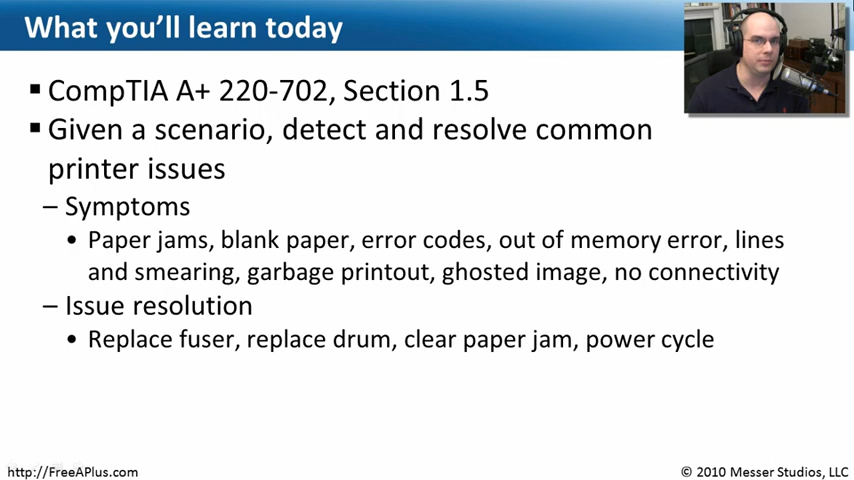 What you’ll learn today
▪ CompTIA A+ 220-702, Section 1.5
▪ Given a scenario, detect and resolve common
printer issues
– Symptoms
• Paper jams, blank paper, error codes, out of memory error, lines
and smearing, garbage printout, ghosted image, no connectivity
– Issue resolution
• Replace fuser, replace drum, clear paper jam, power cycle
http://FreeAPlus.com
© 2010 Messer Studios, LLC